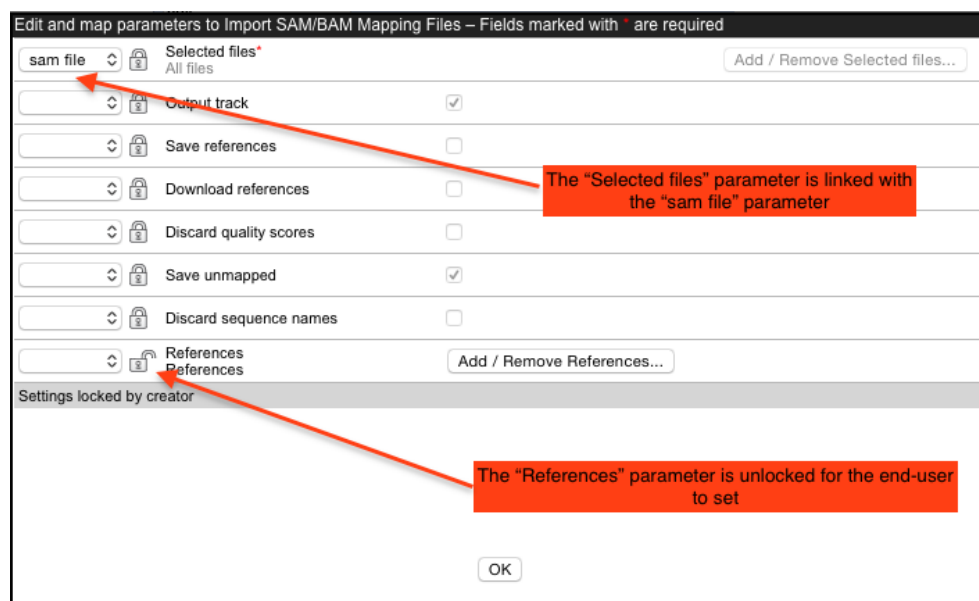 Edit and map parameters to Import SAM/BAM Mapping Files – Fields marked with * are required
sam file
Selected files*
All files
Add / Remove Selected files...
Output track
Save references
Download references
The “Selected files” parameter is linked with
the “sam file” parameter
Discard quality scores
Save unmapped
Discard sequence names
References
References
Add / Remove References...
Settings locked by creator
The “References” parameter is unlocked for the end-user
to set
OK